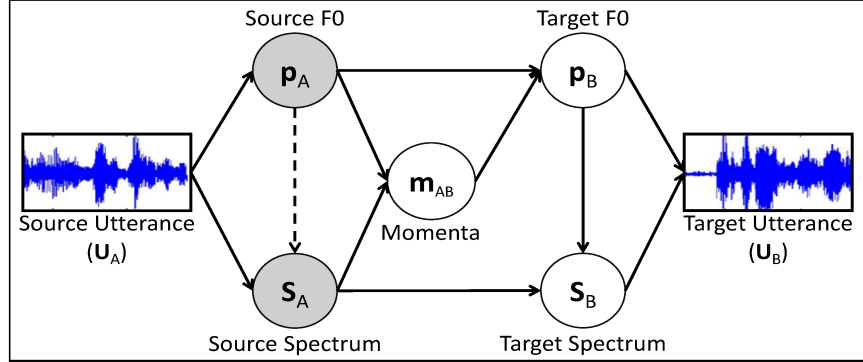 Source F0
Target F0
p_A
p_B
m_AB
Momenta
Source Utterance
(U_A)
Target Utterance
(U_B)
S_A
S_B
Source Spectrum
Target Spectrum